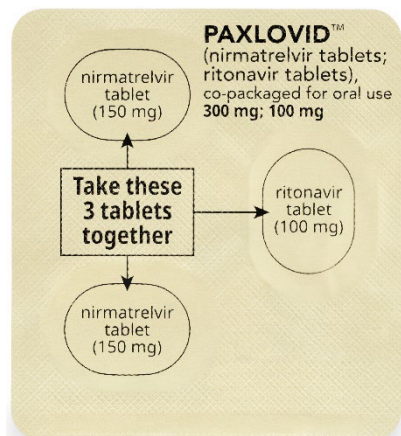 PAXLOVID™
(nirmatrelvir tablets;
ritonavir tablets),
co-packaged for oral use
300 mg; 100 mg
nirmatrelvir
tablet
(150 mg)
Take these
3 tablets
together
ritonavir
tablet
(100 mg)
nirmatrelvir
tablet
(150 mg)